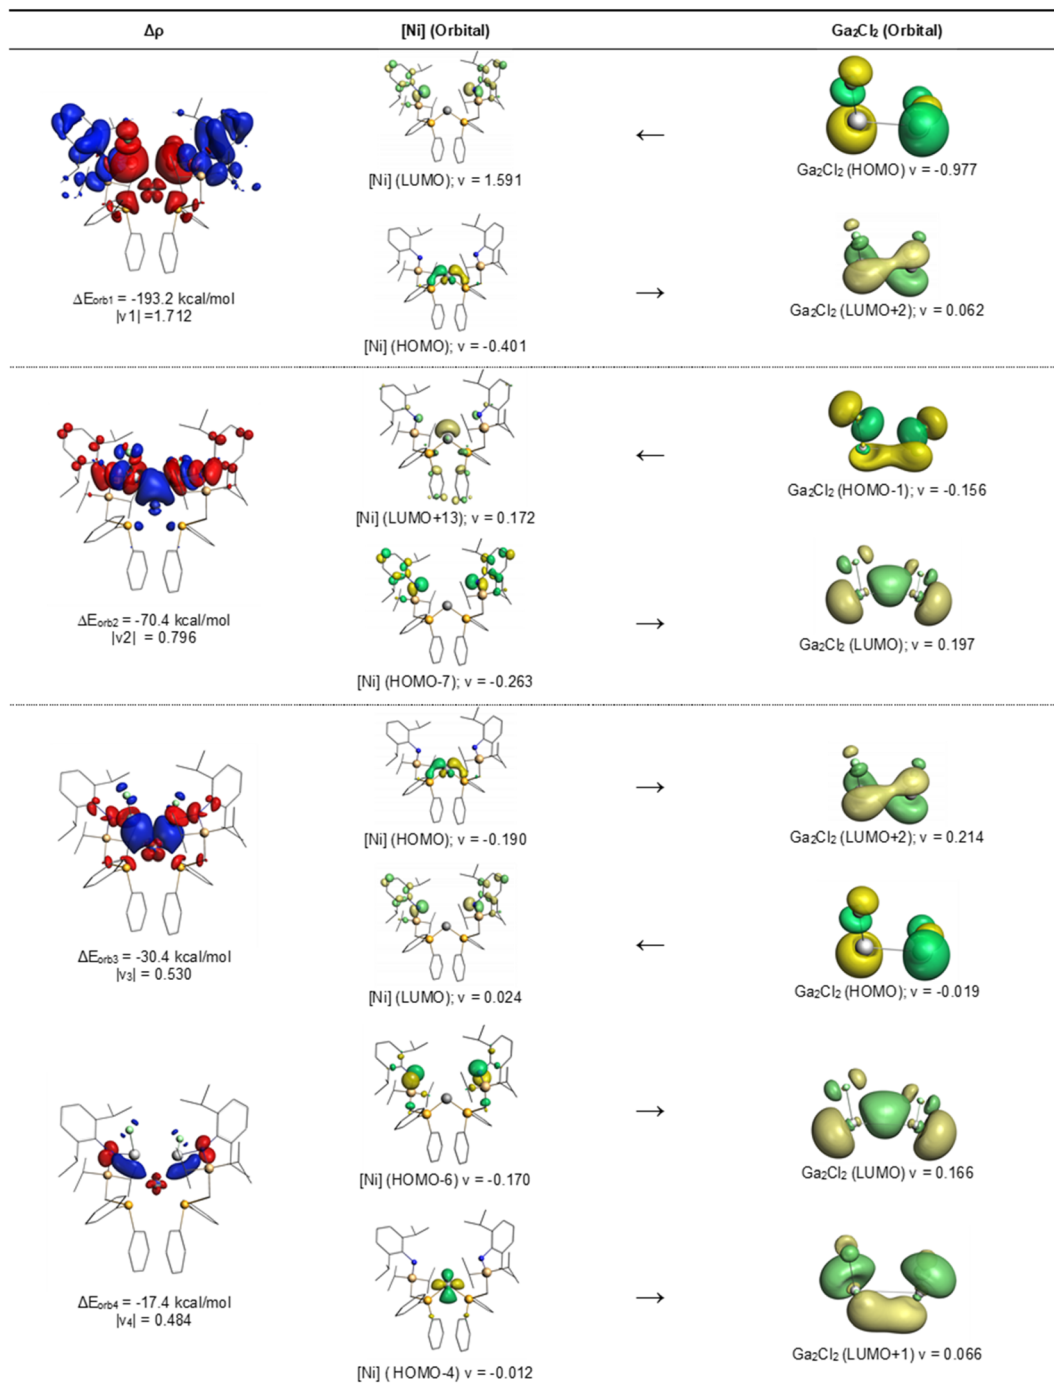 Δρ [Ni] (Orbital) Ga₂Cl₂ (Orbital)
[Ni] (LUMO); v = 1.591
←
Ga₂Cl₂ (HOMO) v = -0.977
ΔEorb1 = -193.2 kcal/mol
|v1| =1.712
[Ni] (HOMO); v = -0.401
→
Ga₂Cl₂ (LUMO+2); v = 0.062
ΔEorb2 = -70.4 kcal/mol
|v2| = 0.796
[Ni] (LUMO+13); v = 0.172
←
Ga₂Cl₂ (HOMO-1); v = -0.156
[Ni] (HOMO-7); v = -0.263
→
Ga₂Cl₂ (LUMO); v = 0.197
ΔEorb3 = -30.4 kcal/mol
|v₃| = 0.530
[Ni] (HOMO); v = -0.190
→
Ga₂Cl₂ (LUMO+2); v = 0.214
[Ni] (LUMO); v = 0.024
←
Ga₂Cl₂ (HOMO); v = -0.019
ΔEorb4 = -17.4 kcal/mol
|v₄| = 0.484
[Ni] (HOMO-6) v = -0.170
→
Ga₂Cl₂ (LUMO) v = 0.166
[Ni] ( HOMO-4) v = -0.012
→
Ga₂Cl₂ (LUMO+1) v = 0.066